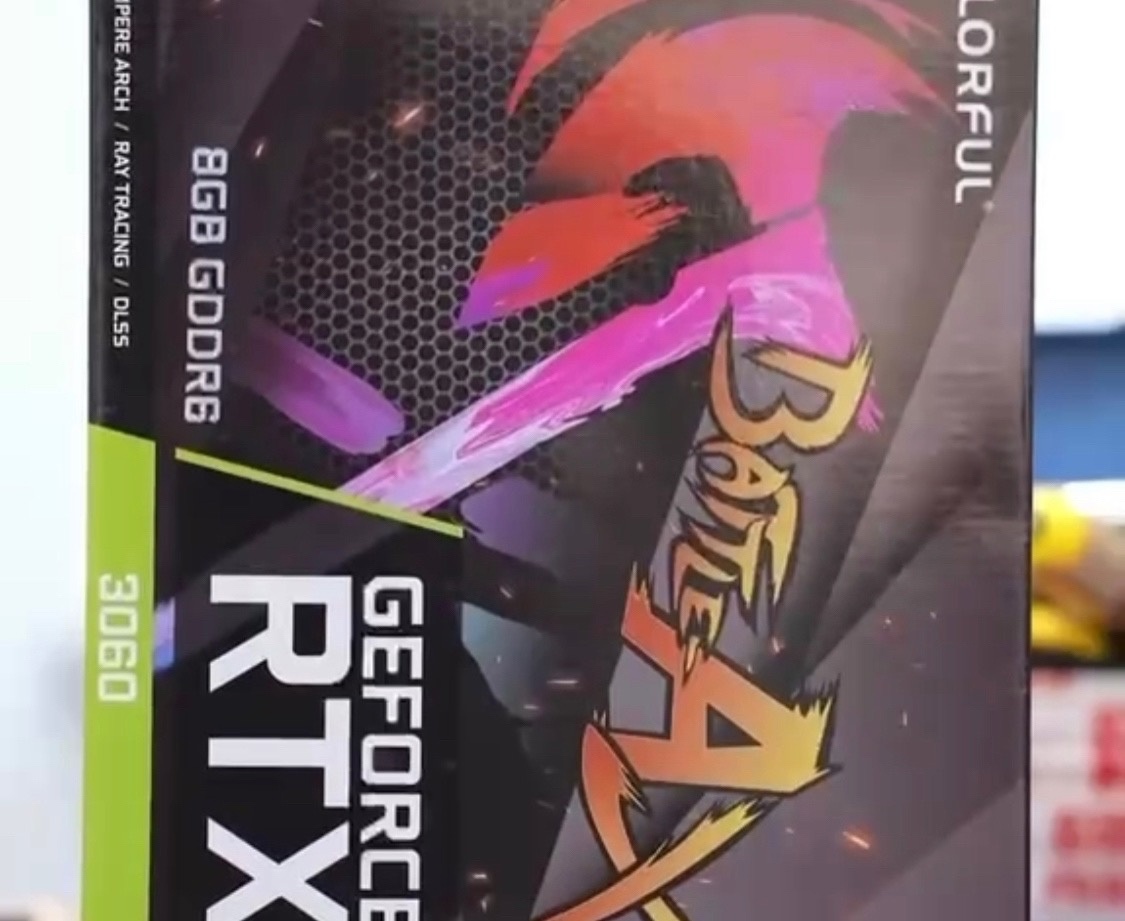 LORFUL
BATTLE
AX
GEFORCE
RTX
8GB GDDR6
PERE ARCH / RAY TRACING / DLSS
3060